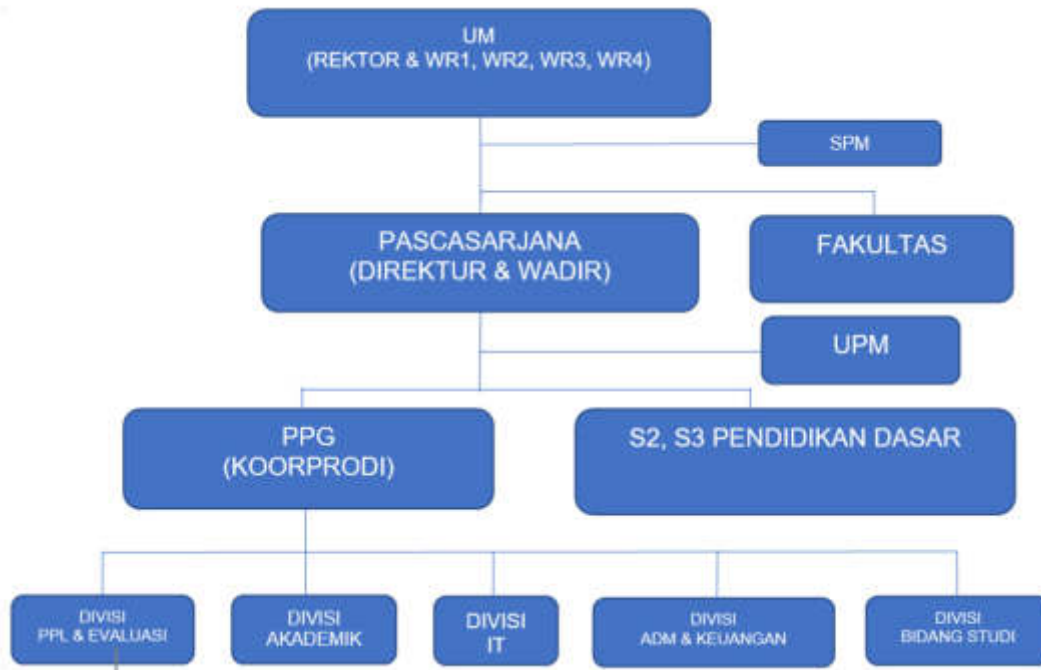 UM
(REKTOR & WR1, WR2, WR3, WR4)
SPM
PASCASARJANA
(DIREKTUR & WADIR)
FAKULTAS
UPM
PPG
(KOORPRODI)
S2, S3 PENDIDIKAN DASAR
DIVISI
PPL & EVALUASI
DIVISI
AKADEMIK
DIVISI
IT
DIVISI
ADM & KEUANGAN
DIVISI
BIDANG STUDI